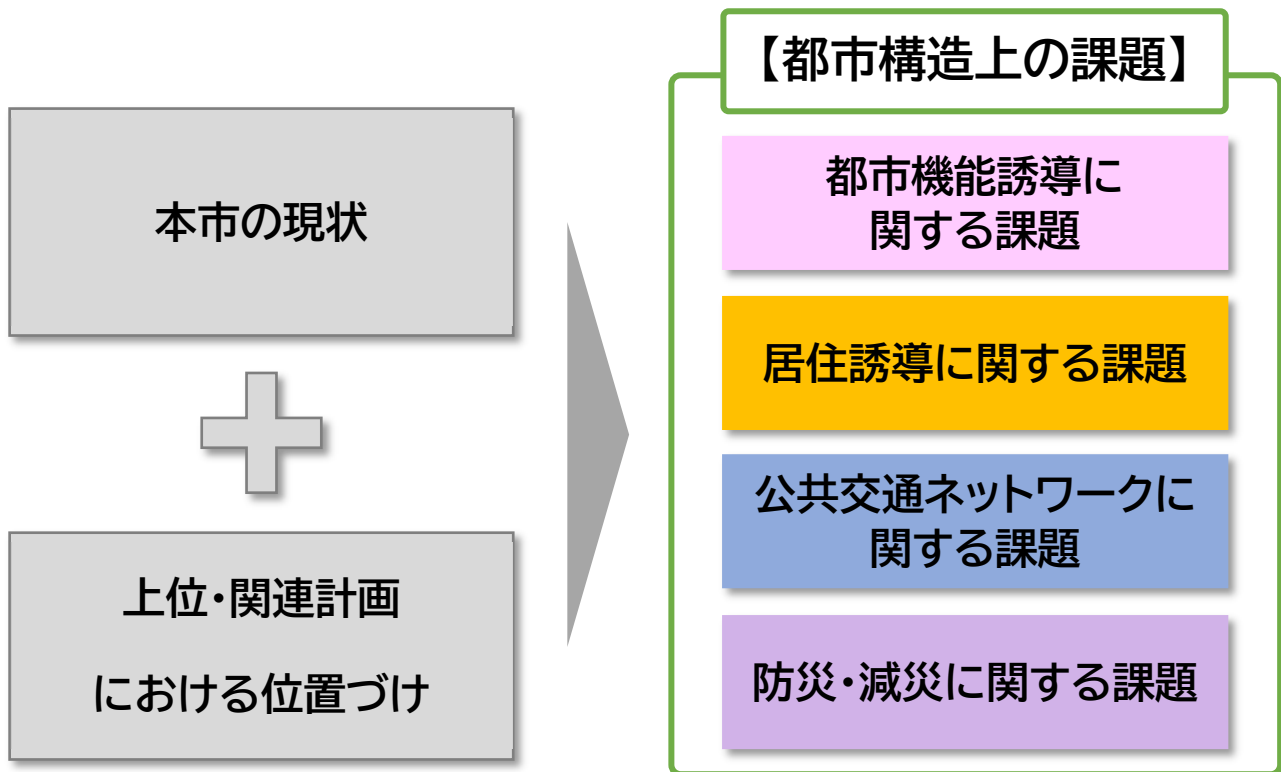 本市の現状
上位・関連計画
における位置づけ
【都市構造上の課題】
都市機能誘導に
関する課題
居住誘導に関する課題
公共交通ネットワークに
関する課題
防災・減災に関する課題